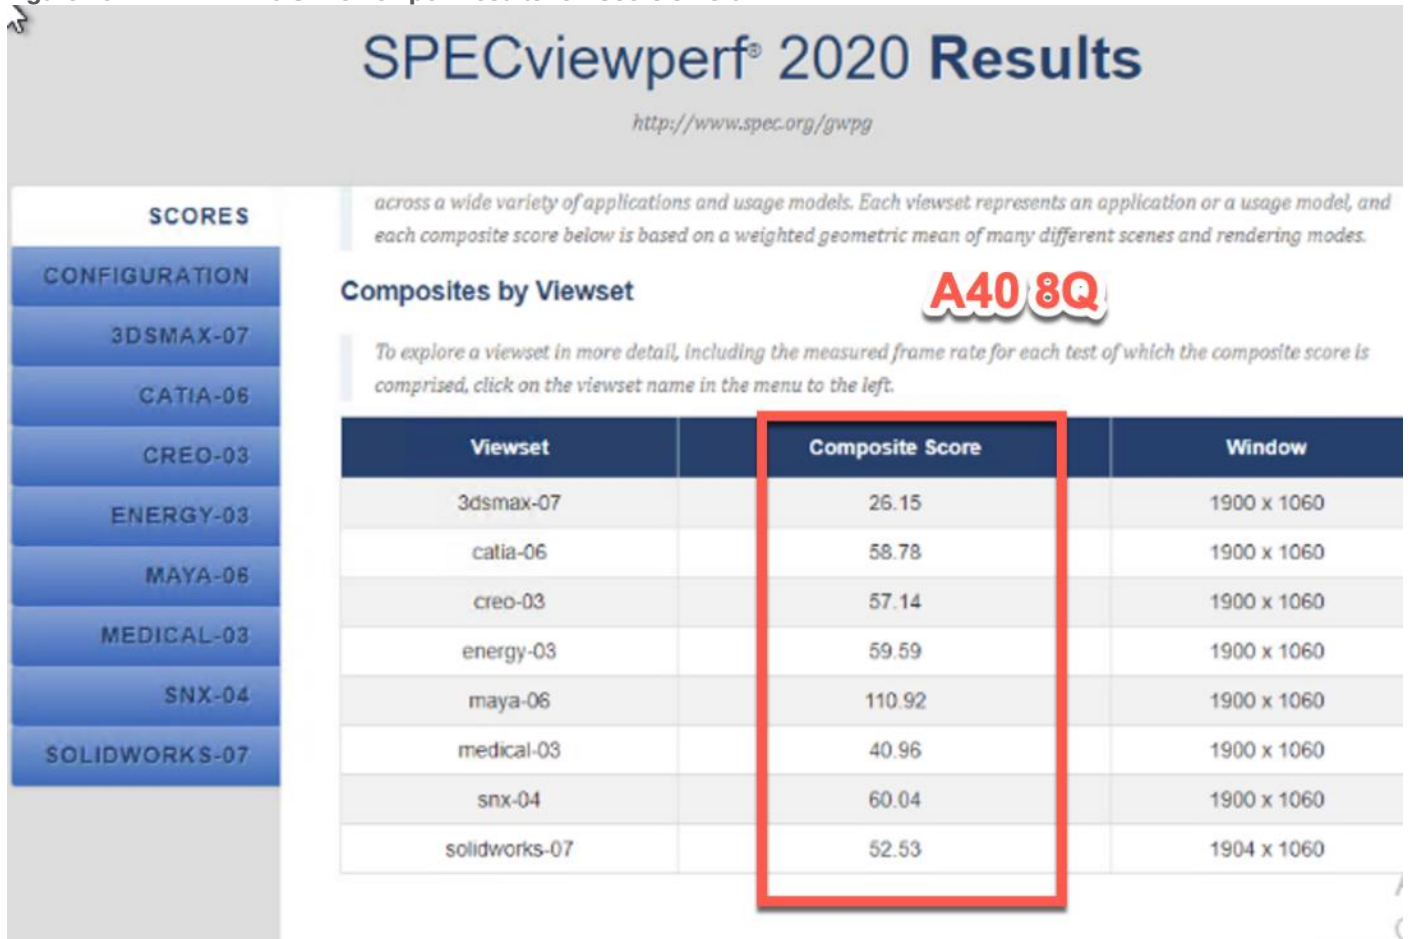 SPECviewperf® 2020 Results
http://www.spec.org/gwpg
SCORES
CONFIGURATION
3DSMAX-07
CATIA-06
CREO-03
ENERGY-03
MAYA-06
MEDICAL-03
SNX-04
SOLIDWORKS-07
across a wide variety of applications and usage models. Each viewset represents an application or a usage model, and
each composite score below is based on a weighted geometric mean of many different scenes and rendering modes.
Composites by Viewset
A40 8Q
To explore a viewset in more detail, including the measured frame rate for each test of which the composite score is
comprised, click on the viewset name in the menu to the left.
Viewset Composite Score Window
3dsmax-07 26.15 1900 x 1060
catia-06 58.78 1900 x 1060
creo-03 57.14 1900 x 1060
energy-03 59.59 1900 x 1060
maya-06 110.92 1900 x 1060
medical-03 40.96 1900 x 1060
snx-04 60.04 1900 x 1060
solidworks-07 52.53 1904 x 1060